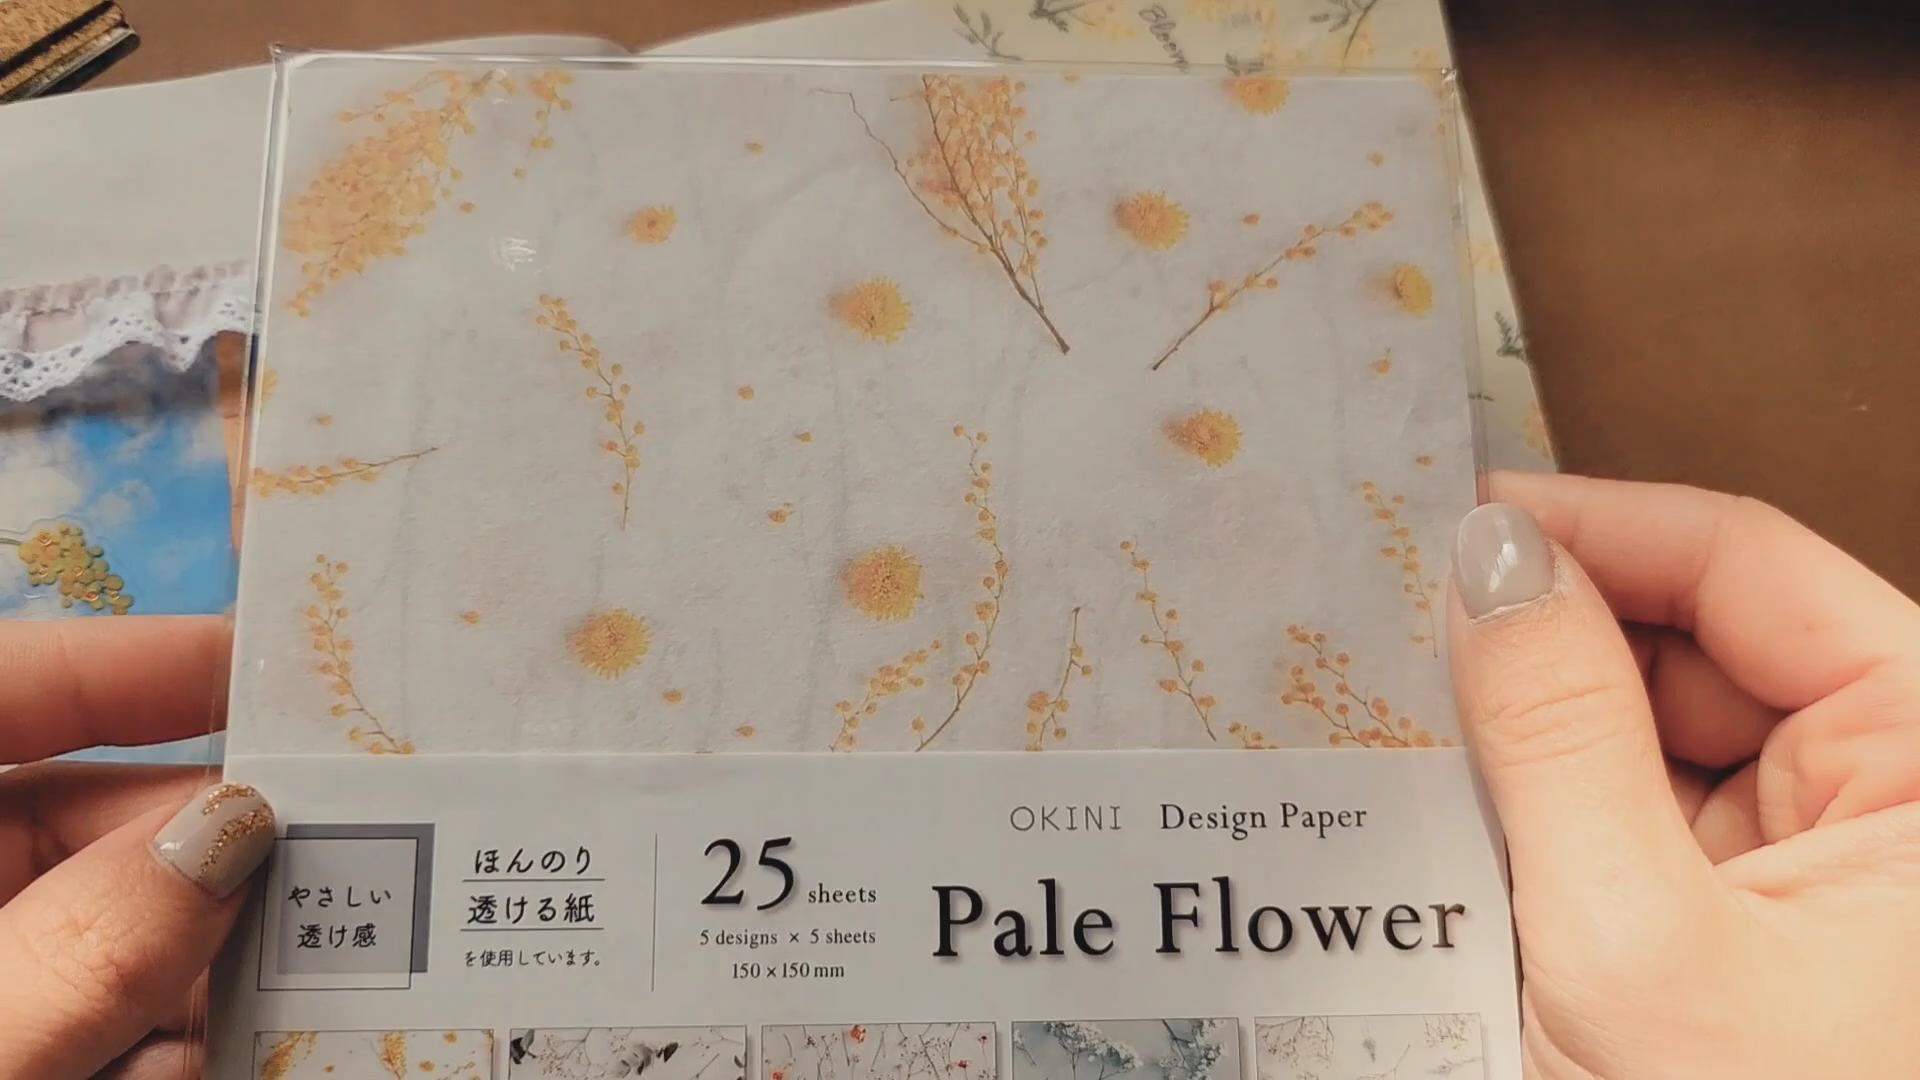 Bloom
OKINI Design Paper
Pale Flower
25 sheets
5 designs × 5 sheets
150 × 150 mm
ほんのり
透ける紙
を使用しています。
やさしい
透け感